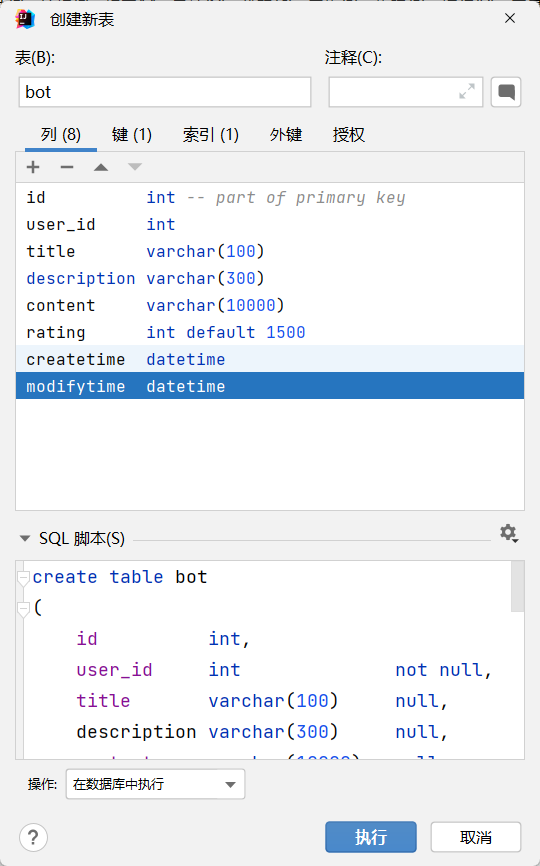 创建新表
表(B): 注释(C):
bot
列 (8) 键 (1) 索引 (1) 外键 授权
id int -- part of primary key
user_id int
title varchar(100)
description varchar(300)
content varchar(10000)
rating int default 1500
createtime datetime
modifytime datetime
SQL 脚本(S)
create table bot
(
id int,
user_id int not null,
title varchar(100) null,
description varchar(300) null,
操作: 在数据库中执行
? 执行 取消